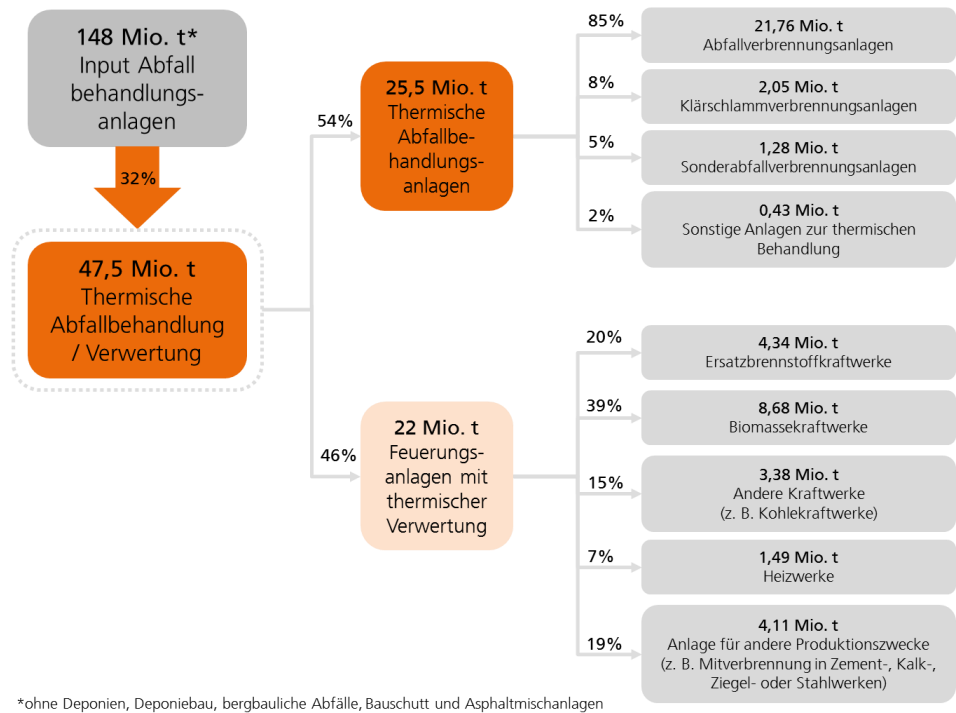 148 Mio. t*
Input Abfall
behandlungs-
anlagen
32%
47,5 Mio. t
Thermische
Abfallbehandlung
/ Verwertung
54%
25,5 Mio. t
Thermische
Abfallbe-
handlungs-
anlagen
85%
21,76 Mio. t
Abfallverbrennungsanlagen
8%
2,05 Mio. t
Klärschlammverbrennungsanlagen
5%
1,28 Mio. t
Sonderabfallverbrennungsanlagen
2%
0,43 Mio. t
Sonstige Anlagen zur thermischen
Behandlung
46%
22 Mio. t
Feuerungs-
anlagen mit
thermischer
Verwertung
20%
4,34 Mio. t
Ersatzbrennstoffkraftwerke
39%
8,68 Mio. t
Biomassekraftwerke
15%
3,38 Mio. t
Andere Kraftwerke
(z. B. Kohlekraftwerke)
7%
1,49 Mio. t
Heizwerke
19%
4,11 Mio. t
Anlage für andere Produktionszwecke
(z. B. Mitverbrennung in Zement-, Kalk-,
Ziegel- oder Stahlwerken)
*ohne Deponien, Deponiebau, bergbauliche Abfälle, Bauschutt und Asphaltmischanlagen